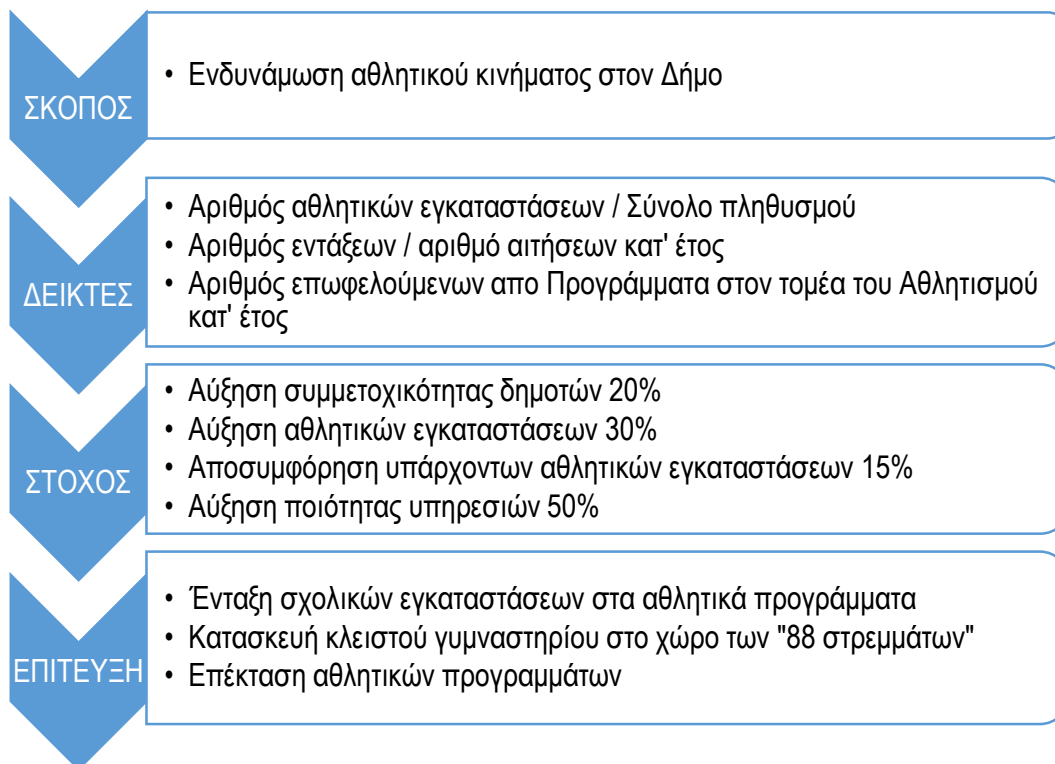 ΣΚΟΠΟΣ
• Ενδυνάμωση αθλητικού κινήματος στον Δήμο
ΔΕΙΚΤΕΣ
• Αριθμός αθλητικών εγκαταστάσεων / Σύνολο πληθυσμού
• Αριθμός εντάξεων / αριθμό αιτήσεων κατ' έτος
• Αριθμός επωφελούμενων απο Προγράμματα στον τομέα του Αθλητισμού
κατ' έτος
ΣΤΟΧΟΣ
• Αύξηση συμμετοχικότητας δημοτών 20%
• Αύξηση αθλητικών εγκαταστάσεων 30%
• Αποσυμφόρηση υπάρχοντων αθλητικών εγκαταστάσεων 15%
• Αύξηση ποιότητας υπηρεσιών 50%
ΕΠΙΤΕΥΞΗ
• Ένταξη σχολικών εγκαταστάσεων στα αθλητικά προγράμματα
• Κατασκευή κλειστού γυμναστηρίου στο χώρο των "88 στρεμμάτων"
• Επέκταση αθλητικών προγραμμάτων